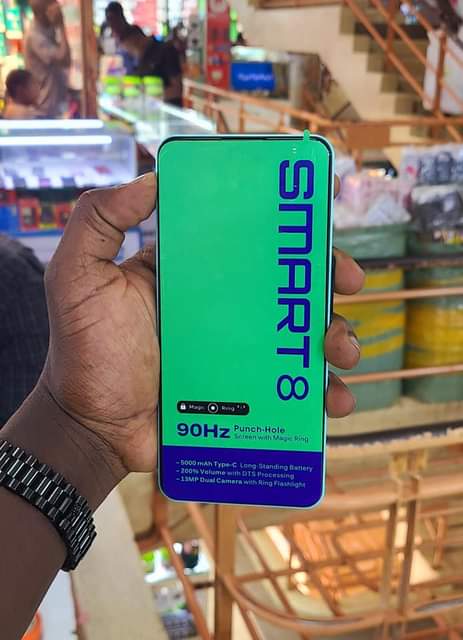 SMART 8
Magic Ring
90Hz Punch-Hole
Screen with Magic Ring
– 5000 mAh Type-C Long-Standing Battery
– 200% Volume with DTS Processing
– 13MP Dual Camera with Ring Flashlight